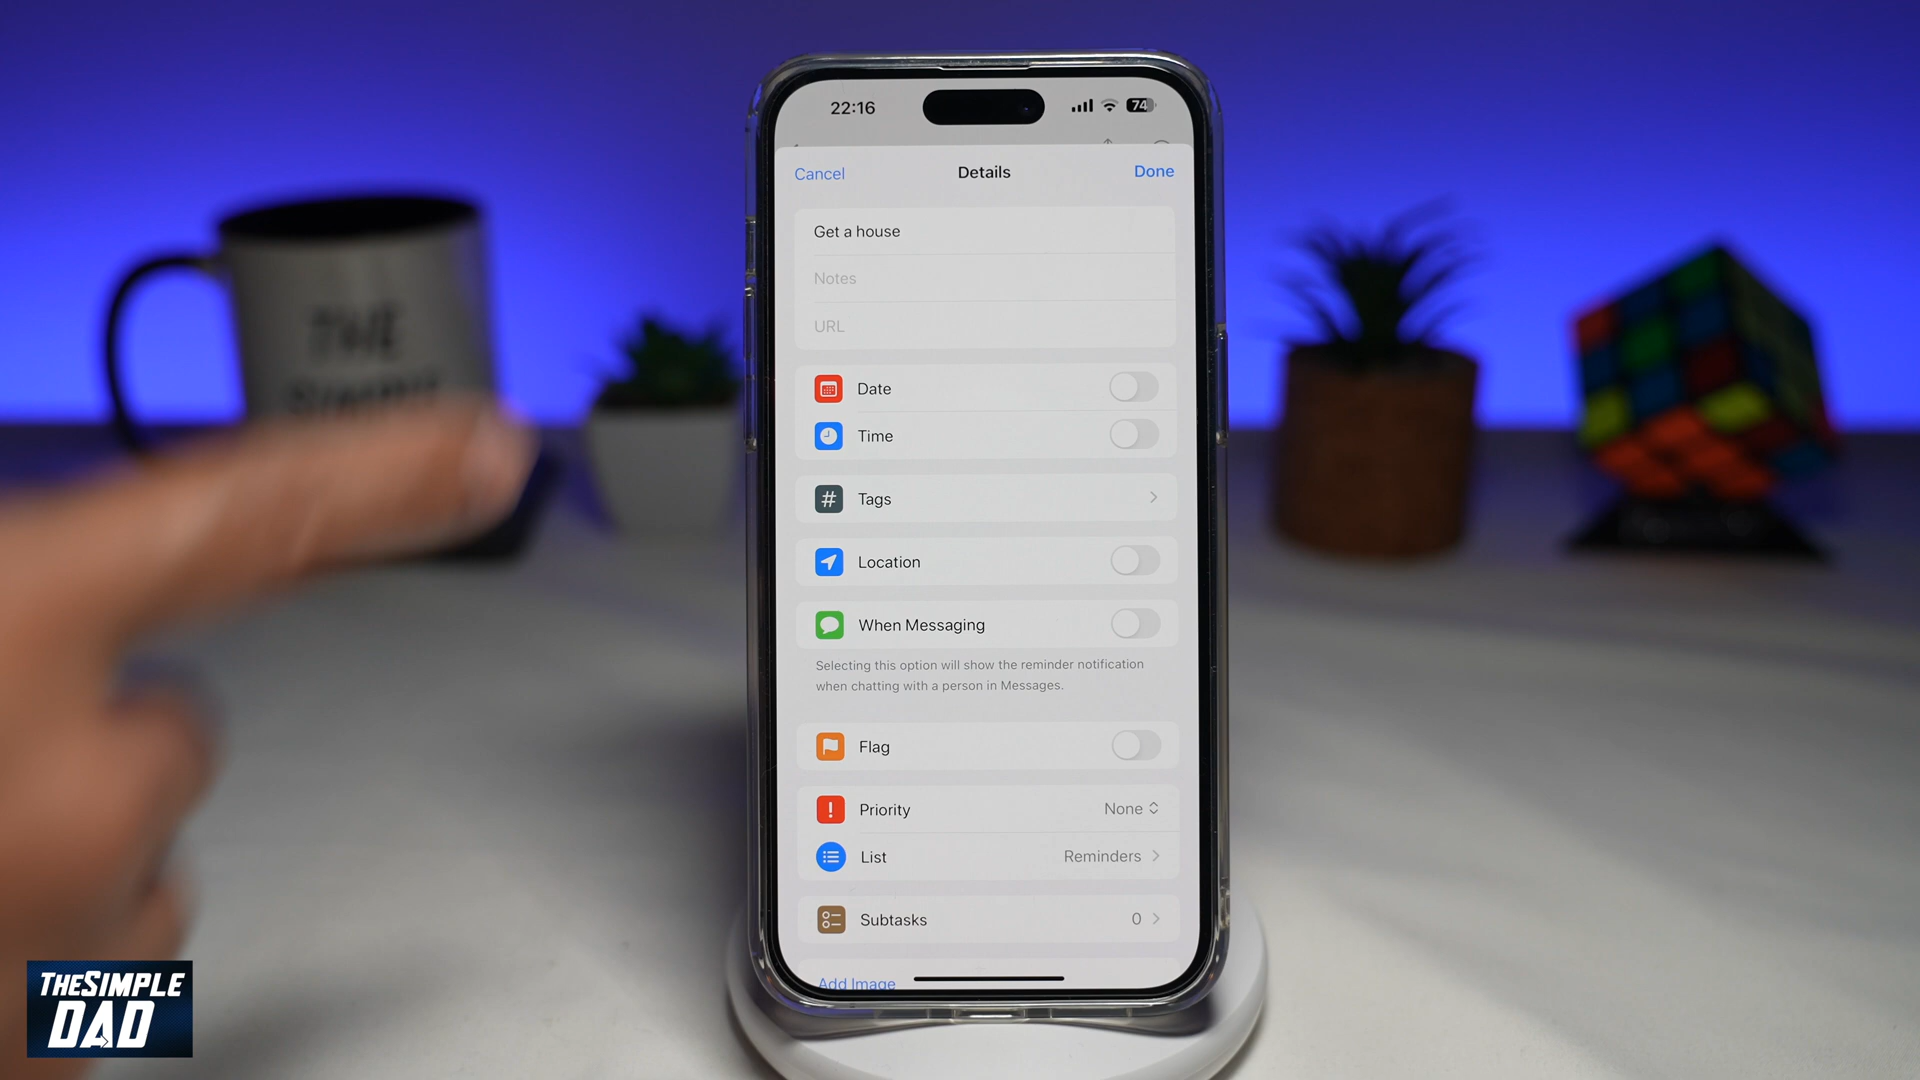 22:16
74
Cancel
Details
Done
Get a house
Notes
URL
Date
Time
Tags
Location
When Messaging
Selecting this option will show the reminder notification
when chatting with a person in Messages.
Flag
Priority
None
List
Reminders
Subtasks
0
Add Image
THE
SIMPLE
THESIMPLE
DAD